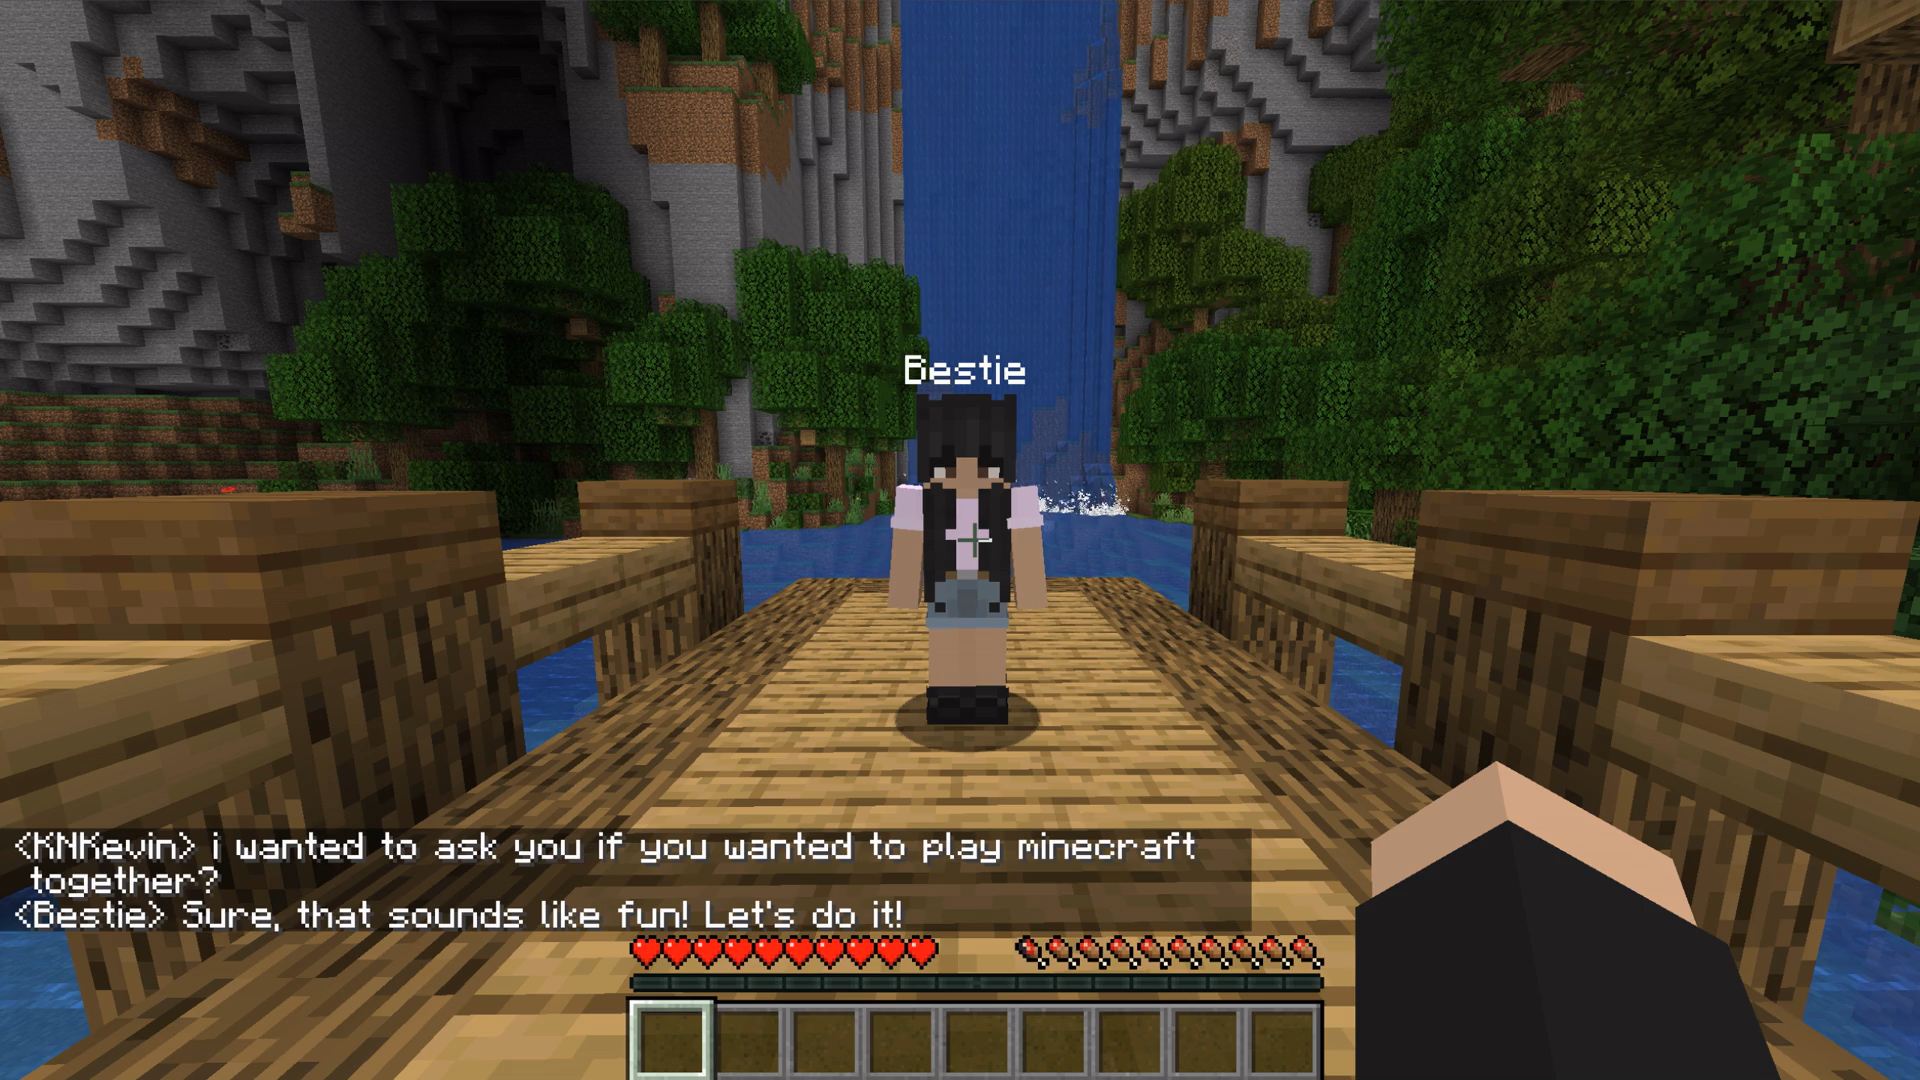 Bestie
<KNKevin> i wanted to ask you if you wanted to play minecraft
together?
<Bestie> Sure, that sounds like fun! Let's do it!